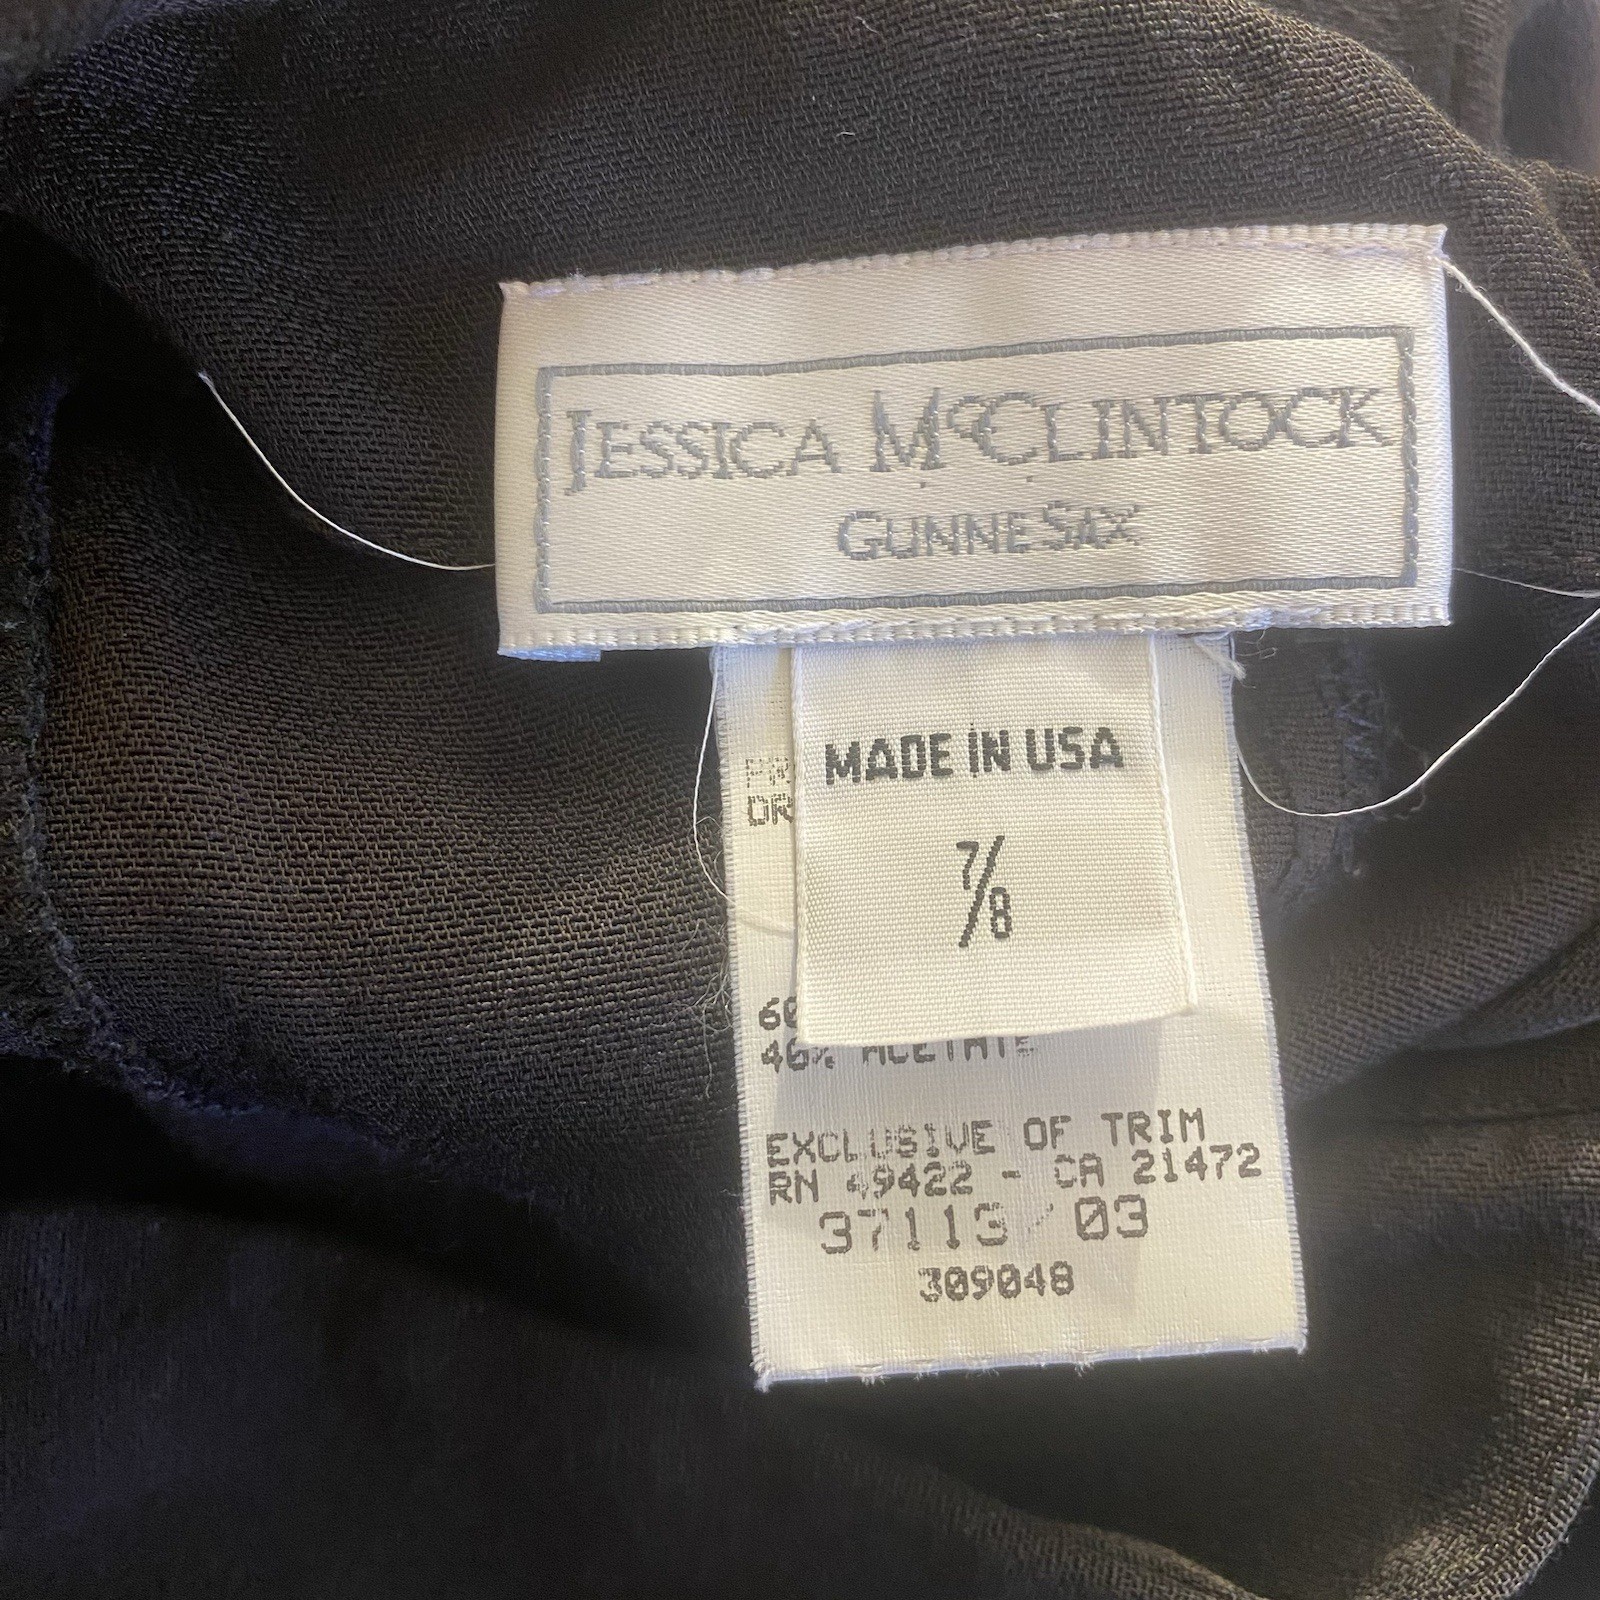 JESSICA McCLINTOCK
GUNNE SAX
MADE IN USA
7/8
40% ACETATE
EXCLUSIVE OF TRIM
RN 49422 - CA 21472
37113/03
309048